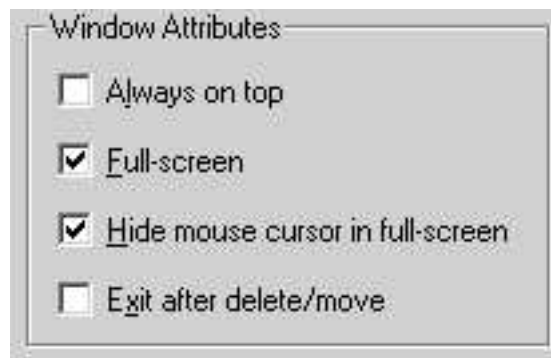 Window Attributes
Always on top
Full-screen
Hide mouse cursor in full-screen
Exit after delete/move